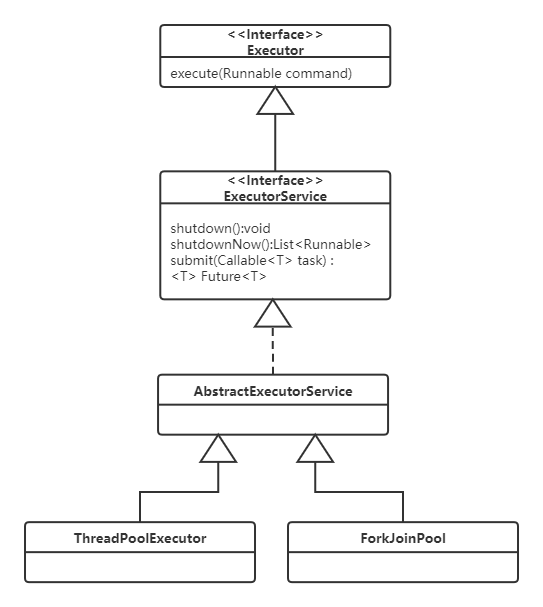 <<Interface>>
Executor
execute(Runnable command)
<<Interface>>
ExecutorService
shutdown():void
shutdownNow():List<Runnable>
submit(Callable<T> task) :
<T> Future<T>
AbstractExecutorService
ThreadPoolExecutor
ForkJoinPool